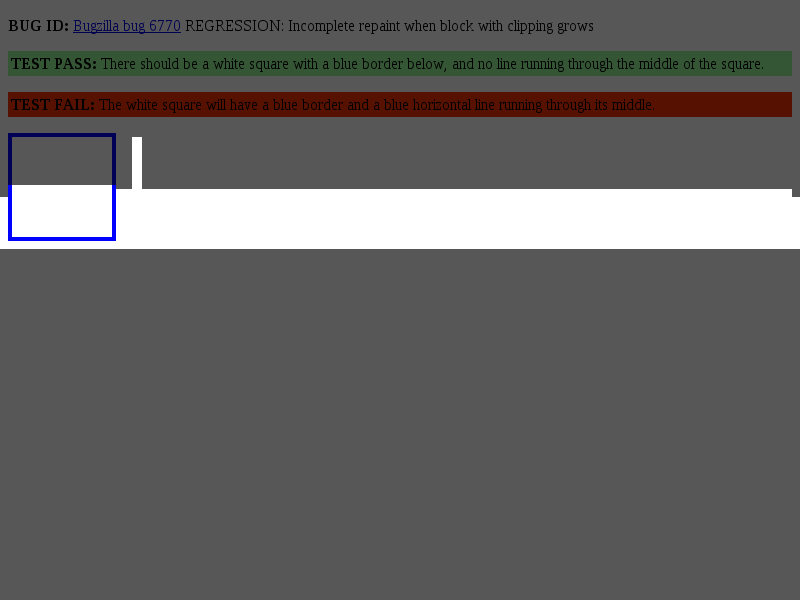 BUG ID: Bugzilla bug 6770 REGRESSION: Incomplete repaint when block with clipping grows
TEST PASS: There should be a white square with a blue border below, and no line running through the middle of the square.
TEST FAIL: The white square will have a blue border and a blue horizontal line running through its middle.